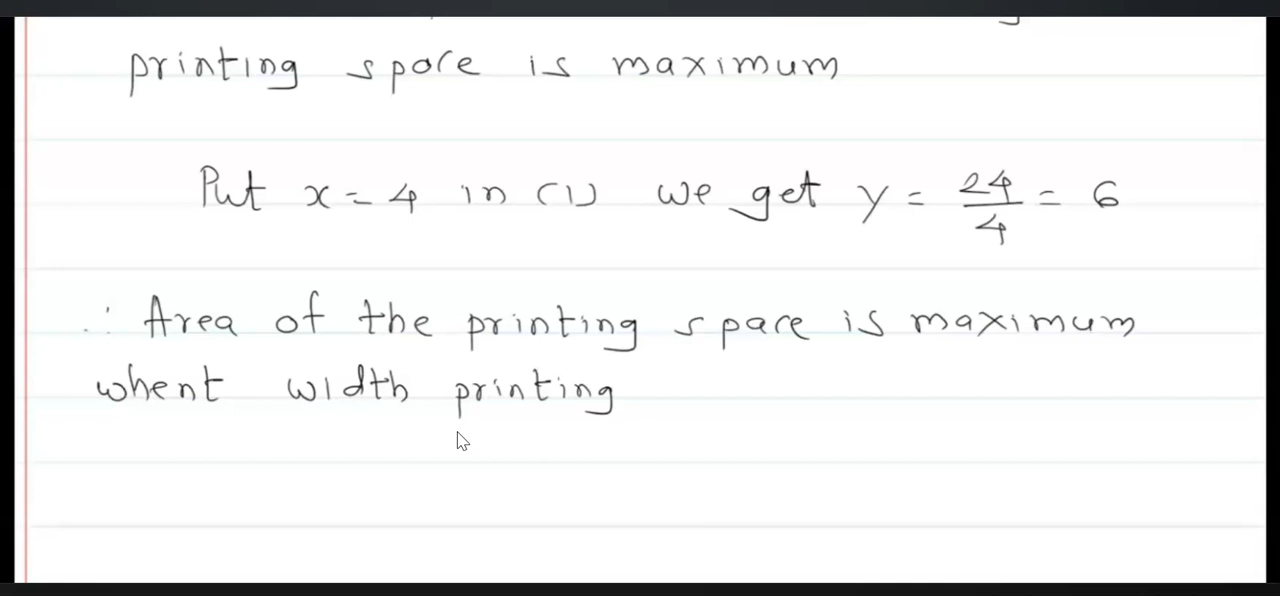 printing space is maximum
Put x = 4 in (1) we get y = 24/4 = 6
∴ Area of the printing space is maximum
whent width printing